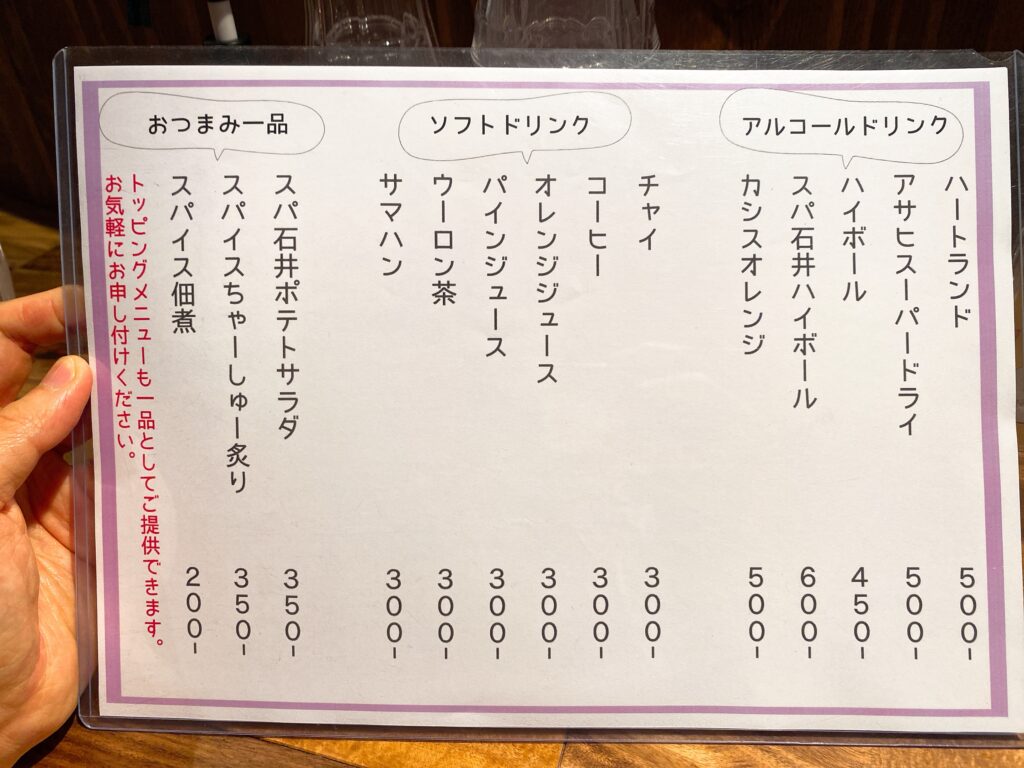 アルコールドリンク
ハートランド 500-
アサヒスーパードライ 500-
ハイボール 450-
スパ石井ハイボール 600-
カシスオレンジ 500-
ソフトドリンク
チャイ 300-
コーヒー 300-
オレンジジュース 300-
パインジュース 300-
ウーロン茶 300-
サマハン 300-
おつまみ一品
スパ石井ポテトサラダ 350-
スパイスちゃーしゅー炙り 350-
スパイス佃煮 200-
トッピングメニューも一品としてご提供できます。
お気軽にお申し付けください。